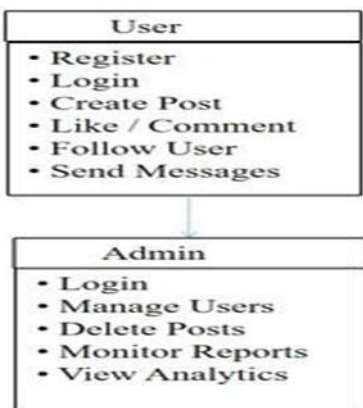 User
• Register
• Login
• Create Post
• Like / Comment
• Follow User
• Send Messages
Admin
• Login
• Manage Users
• Delete Posts
• Monitor Reports
• View Analytics